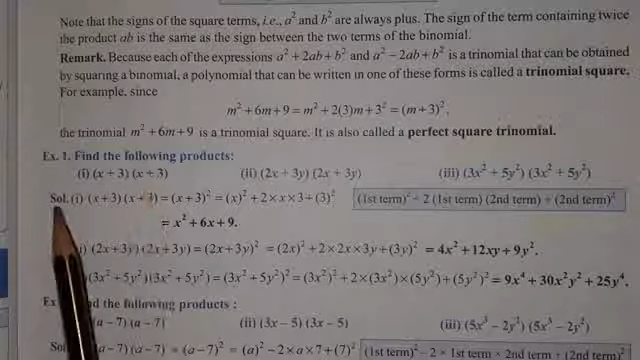 Note that the signs of the square terms, i.e., a² and b² are always plus. The sign of the term containing twice
the product ab is the same as the sign between the two terms of the binomial.
Remark. Because each of the expressions a² + 2ab + b² and a² − 2ab + b² is a trinomial that can be obtained
by squaring a binomial, a polynomial that can be written in one of these forms is called a trinomial square.
For example, since
m² + 6m + 9 = m² + 2(3)m + 3² = (m + 3)²,
the trinomial m² + 6m + 9 is a trinomial square. It is also called a perfect square trinomial.
Ex. 1. Find the following products:
(i) (x + 3) (x + 3) (ii) (2x + 3y) (2x + 3y) (iii) (3x² + 5y²) (3x² + 5y²)
Sol. (i) (x + 3) (x + 3) = (x + 3)² = (x)² + 2 × x × 3 + (3)² (1st term)² + 2 (1st term) (2nd term) + (2nd term)²
= x² + 6x + 9.
) (2x + 3y) (2x + 3y) = (2x + 3y)² = (2x)² + 2 × 2x × 3y + (3y)² = 4x² + 12xy + 9y².
(3x² + 5y²)(3x² + 5y²) = (3x² + 5y²)² = (3x²)² + 2 × (3x²) × (5y²) + (5y²)² = 9x⁴ + 30x²y² + 25y⁴.
Ex nd the following products :
(a − 7) (a − 7) (ii) (3x − 5) (3x − 5) (iii) (5x³ − 2y²) (5x³ − 2y²)
Sol. (a − 7) (a − 7) = (a − 7)² = (a)² − 2 × a × 7 + (7)² (1st term)² − 2 × 1st term × 2nd term + (2nd term)²